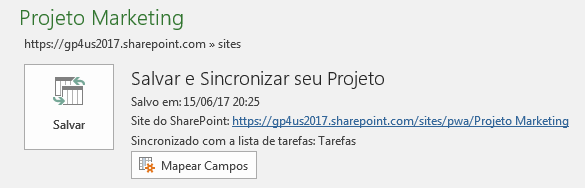 Projeto Marketing
https://gp4us2017.sharepoint.com » sites
Salvar e Sincronizar seu Projeto
Salvo em: 15/06/17 20:25
Site do SharePoint: https://gp4us2017.sharepoint.com/sites/pwa/Projeto Marketing
Sincronizado com a lista de tarefas: Tarefas
Salvar
Mapear Campos